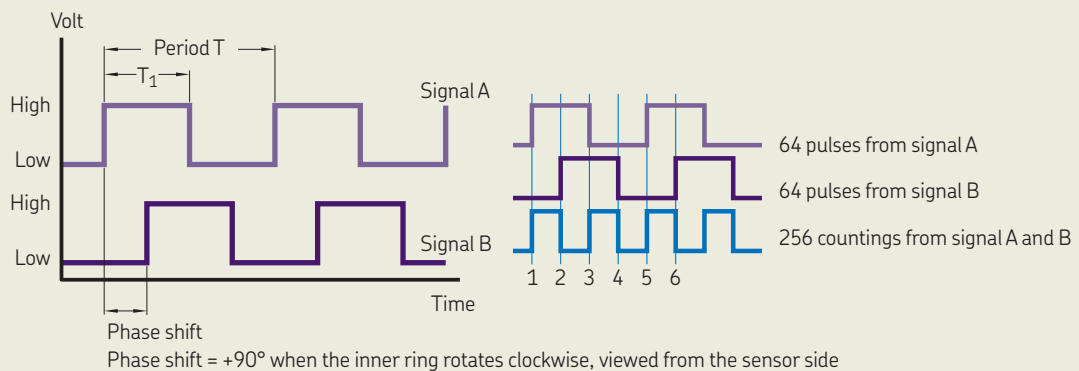 Volt
Period T
T1
High
Signal A
Low
High
Signal B
Low
Time
Phase shift
Phase shift = +90° when the inner ring rotates clockwise, viewed from the sensor side
64 pulses from signal A
64 pulses from signal B
256 countings from signal A and B
1 2 3 4 5 6